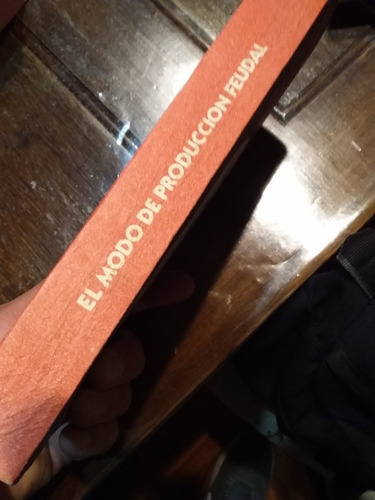 EL MODO DE PRODUCCION FEUDAL